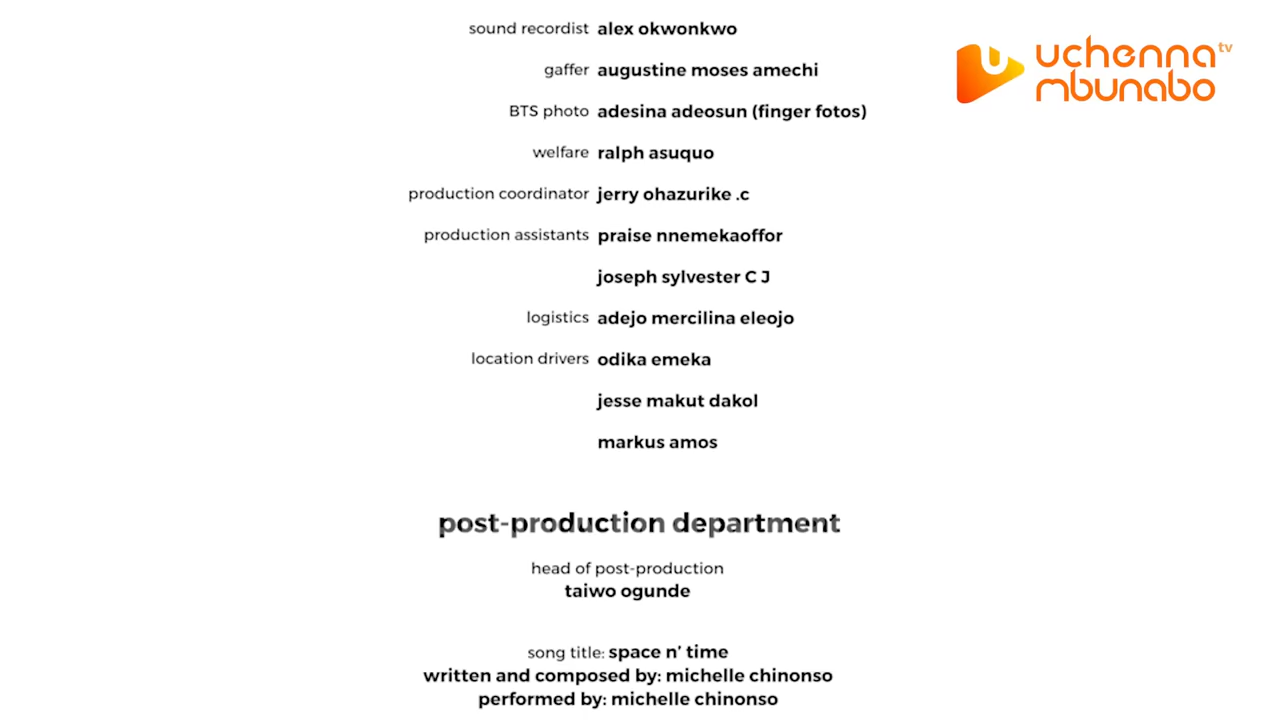 sound recordist alex okwonkwo
uchenna tv
mbunabo
gaffer augustine moses amechi
BTS photo adesina adeosun (finger fotos)
welfare ralph asuquo
production coordinator jerry ohazurike .c
production assistants praise nnemekaoffor
joseph sylvester C J
logistics adejo mercilina eleojo
location drivers odika emeka
jesse makut dakol
markus amos
post-production department
head of post-production
taiwo ogunde
song title: space n' time
written and composed by: michelle chinonso
performed by: michelle chinonso